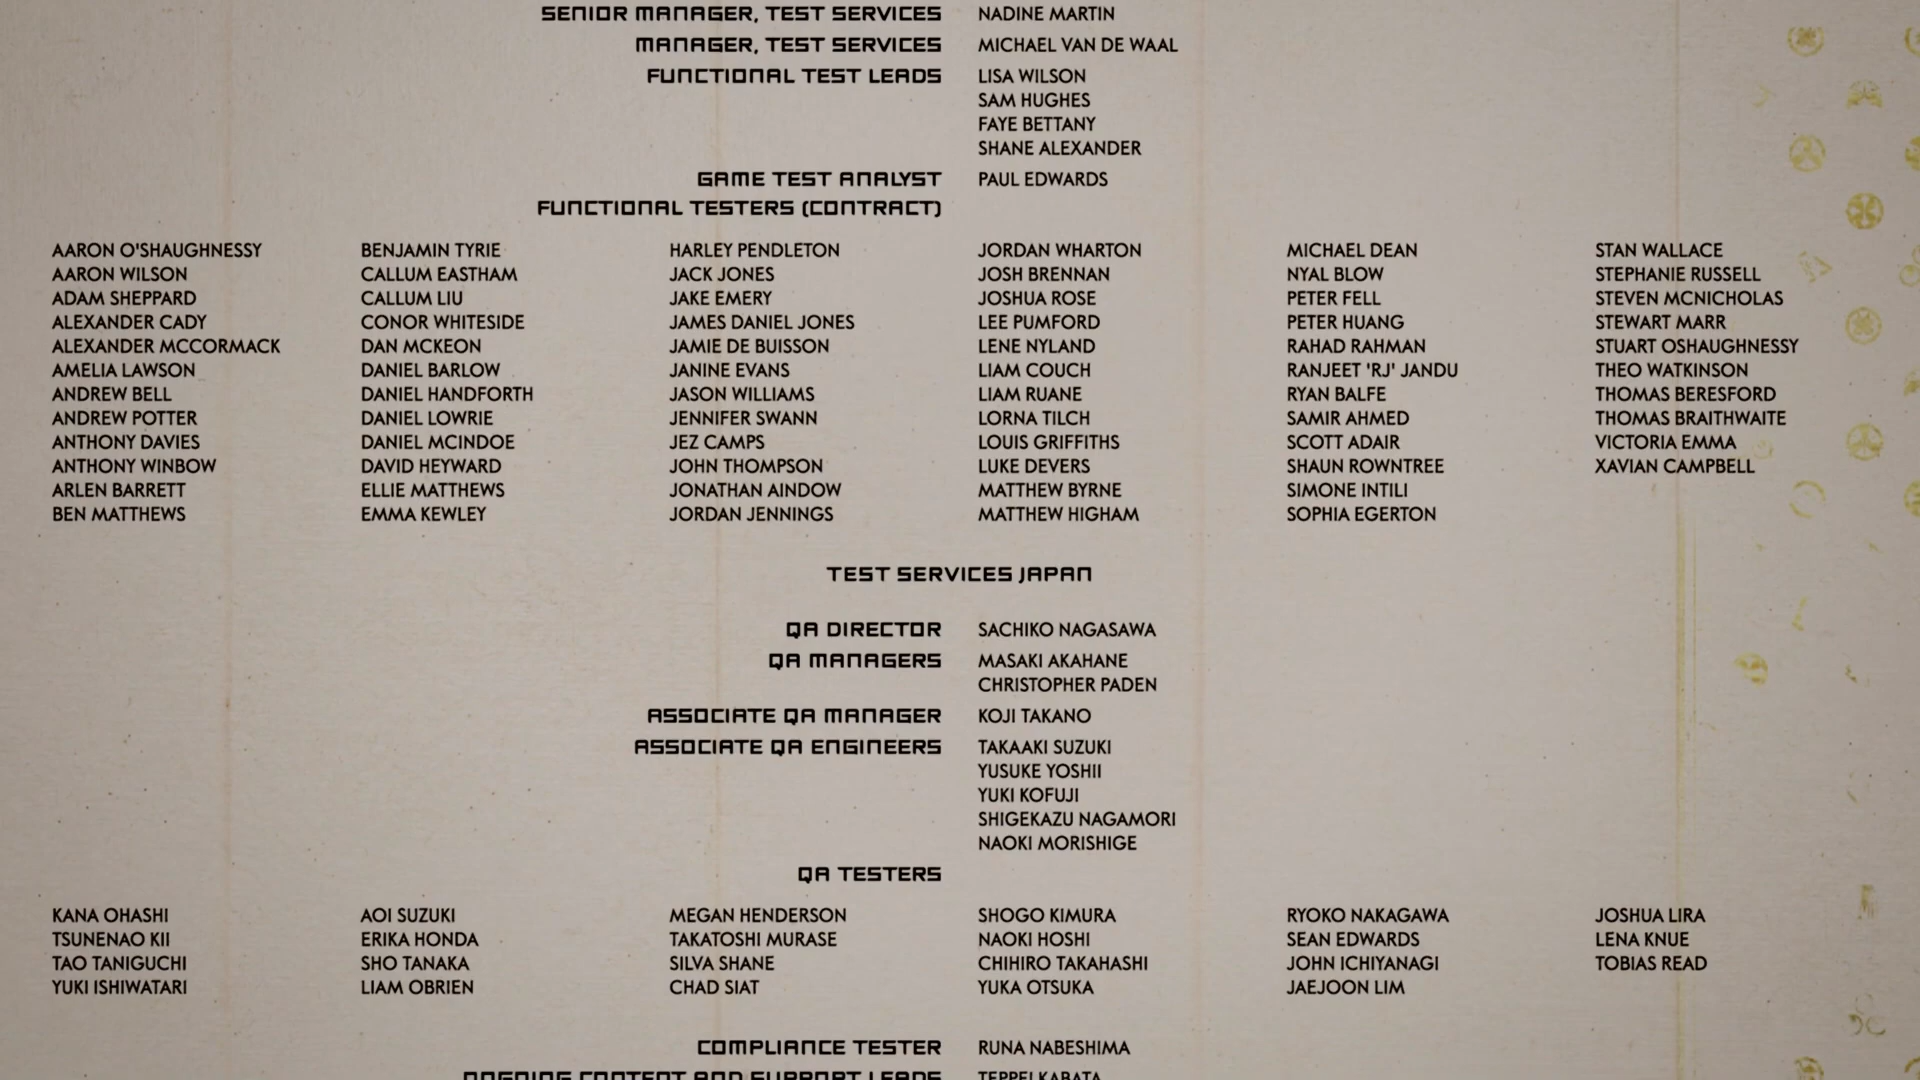 SENIOR MANAGER, TEST SERVICES NADINE MARTIN
MANAGER, TEST SERVICES MICHAEL VAN DE WAAL
FUNCTIONAL TEST LEADS LISA WILSON
SAM HUGHES
FAYE BETTANY
SHANE ALEXANDER
GAME TEST ANALYST PAUL EDWARDS
FUNCTIONAL TESTERS (CONTRACT)
AARON O'SHAUGHNESSY BENJAMIN TYRIE HARLEY PENDLETON JORDAN WHARTON MICHAEL DEAN STAN WALLACE
AARON WILSON CALLUM EASTHAM JACK JONES JOSH BRENNAN NYAL BLOW STEPHANIE RUSSELL
ADAM SHEPPARD CALLUM LIU JAKE EMERY JOSHUA ROSE PETER FELL STEVEN MCNICHOLAS
ALEXANDER CADY CONOR WHITESIDE JAMES DANIEL JONES LEE PUMFORD PETER HUANG STEWART MARR
ALEXANDER MCCORMACK DAN MCKEON JAMIE DE BUISSON LENE NYLAND RAHAD RAHMAN STUART OSHAUGHNESSY
AMELIA LAWSON DANIEL BARLOW JANINE EVANS LIAM COUCH RANJEET 'RJ' JANDU THEO WATKINSON
ANDREW BELL DANIEL HANDFORTH JASON WILLIAMS LIAM RUANE RYAN BALFE THOMAS BERESFORD
ANDREW POTTER DANIEL LOWRIE JENNIFER SWANN LORNA TILCH SAMIR AHMED THOMAS BRAITHWAITE
ANTHONY DAVIES DANIEL MCINDOE JEZ CAMPS LOUIS GRIFFITHS SCOTT ADAIR VICTORIA EMMA
ANTHONY WINBOW DAVID HEYWARD JOHN THOMPSON LUKE DEVERS SHAUN ROWNTREE XAVIAN CAMPBELL
ARLEN BARRETT ELLIE MATTHEWS JONATHAN AINDOW MATTHEW BYRNE SIMONE INTILI
BEN MATTHEWS EMMA KEWLEY JORDAN JENNINGS MATTHEW HIGHAM SOPHIA EGERTON
TEST SERVICES JAPAN
QA DIRECTOR SACHIKO NAGASAWA
QA MANAGERS MASAKI AKAHANE
CHRISTOPHER PADEN
ASSOCIATE QA MANAGER KOJI TAKANO
ASSOCIATE QA ENGINEERS TAKAAKI SUZUKI
YUSUKE YOSHII
YUKI KOFUJI
SHIGEKAZU NAGAMORI
NAOKI MORISHIGE
QA TESTERS
KANA OHASHI AOI SUZUKI MEGAN HENDERSON SHOGO KIMURA RYOKO NAKAGAWA JOSHUA LIRA
TSUNENAO KII ERIKA HONDA TAKATOSHI MURASE NAOKI HOSHI SEAN EDWARDS LENA KNUE
TAO TANIGUCHI SHO TANAKA SILVA SHANE CHIHIRO TAKAHASHI JOHN ICHIYANAGI TOBIAS READ
YUKI ISHIWATARI LIAM OBRIEN CHAD SIAT YUKA OTSUKA JAEJOON LIM
COMPLIANCE TESTER RUNA NABESHIMA
ONGOING CONTENT AND SUPPORT LEADS TEPPEI KABATA